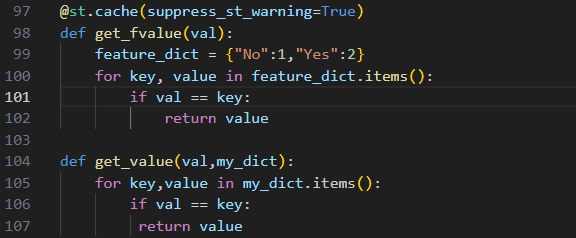 97 @st.cache(suppress_st_warning=True)
98 def get_fvalue(val):
99     feature_dict = {"No":1,"Yes":2}
100     for key, value in feature_dict.items():
101         if val == key:
102             return value
103
104 def get_value(val,my_dict):
105     for key,value in my_dict.items():
106         if val == key:
107          return value